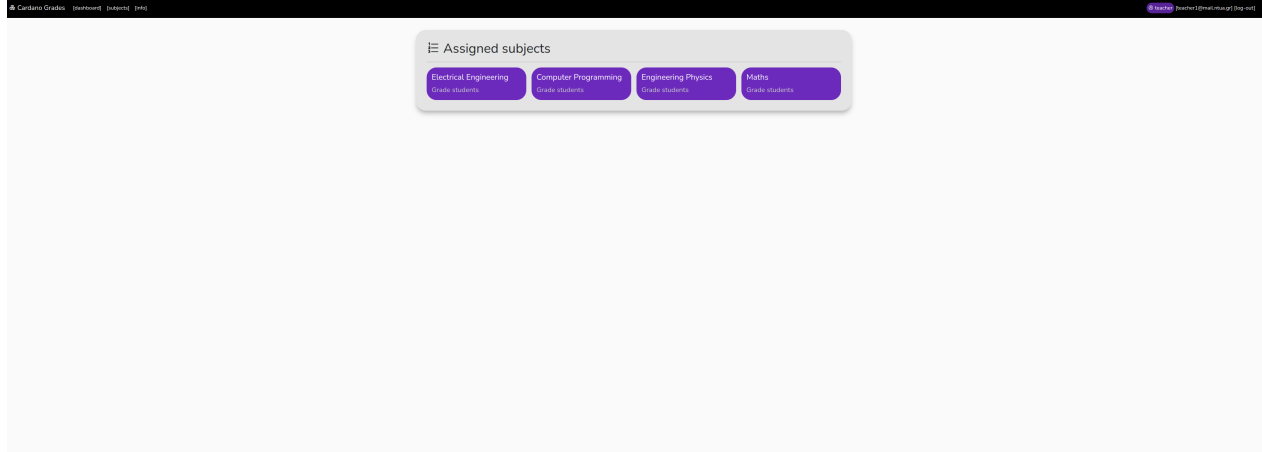 Cardano Grades [dashboard] [subjects] [info] teacher [teacher1@mail.ntua.gr] [log-out]
Assigned subjects
Electrical Engineering
Grade students
Computer Programming
Grade students
Engineering Physics
Grade students
Maths
Grade students